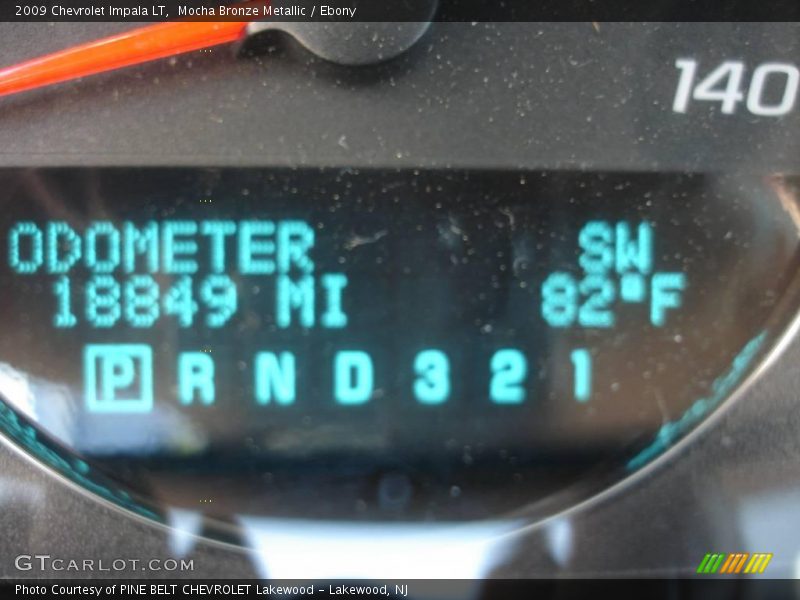 2009 Chevrolet Impala LT, Mocha Bronze Metallic / Ebony
140
ODOMETER SW
18849 MI 82°F
P R N D 3 2 1
GTCARLOT.COM
Photo Courtesy of PINE BELT CHEVROLET Lakewood - Lakewood, NJ